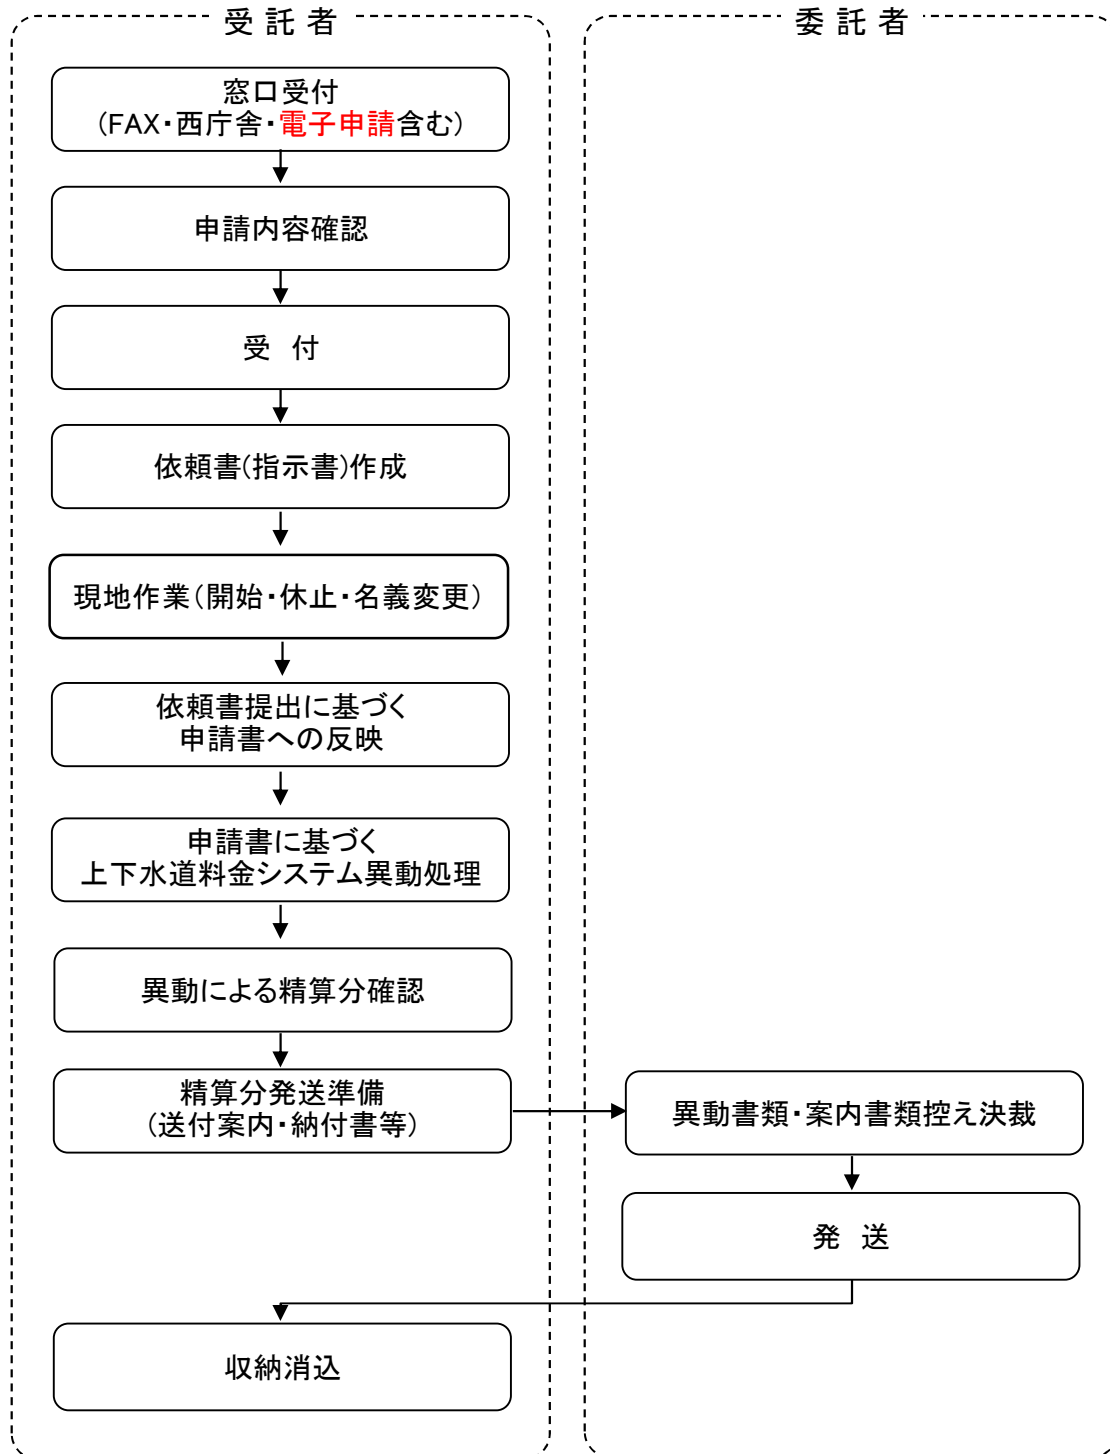 受託者
委託者
窓口受付
(FAX・西庁舎・電子申請含む)
申請内容確認
受　付
依頼書(指示書)作成
現地作業(開始・休止・名義変更)
依頼書提出に基づく
申請書への反映
申請書に基づく
上下水道料金システム異動処理
異動による精算分確認
精算分発送準備
(送付案内・納付書等)
異動書類・案内書類控え決裁
発　送
収納消込